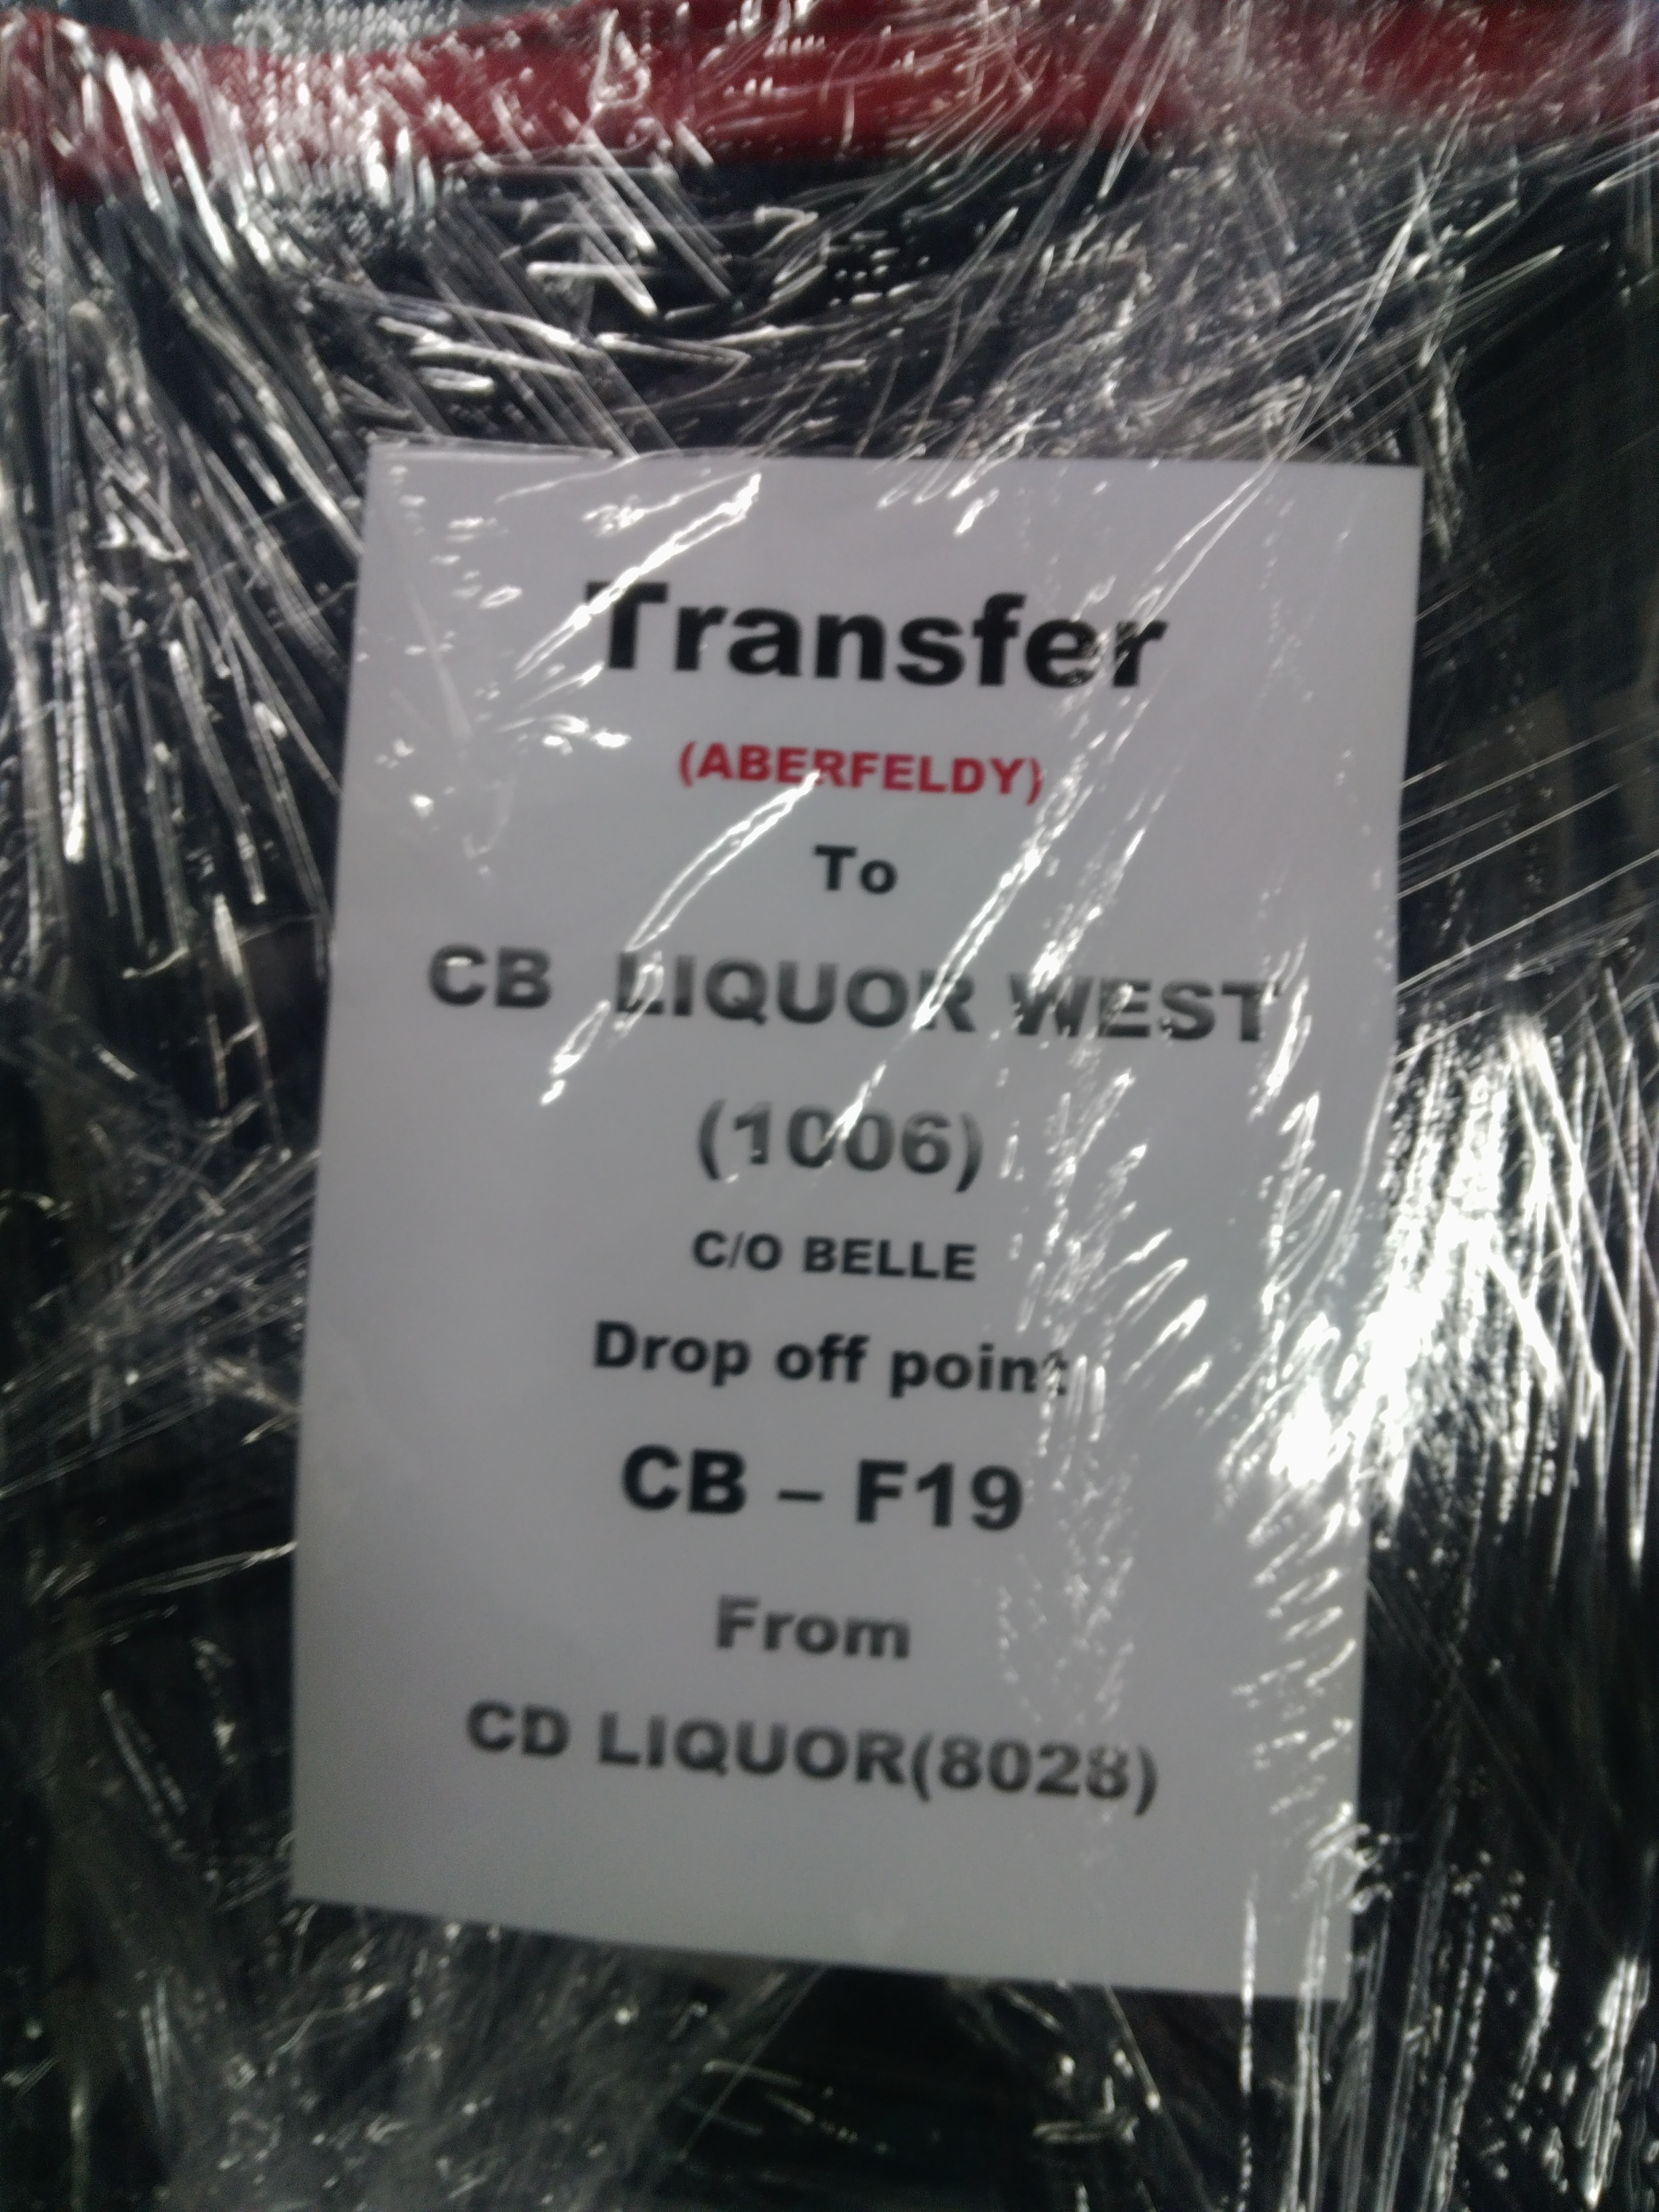 Transfer
(ABERFELDY)
To
CB LIQUOR WEST
(1006)
C/O BELLE
Drop off point
CB – F19
From
CD LIQUOR(8028)